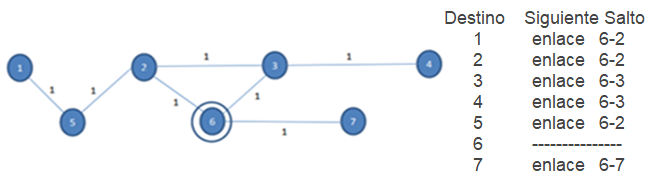 Destino Siguiente Salto
1 enlace 6-2
2 enlace 6-2
3 enlace 6-3
4 enlace 6-3
5 enlace 6-2
6 ---------------
7 enlace 6-7
1
1
1
2
1
3
1
4
1
1
1
5
6
1
7